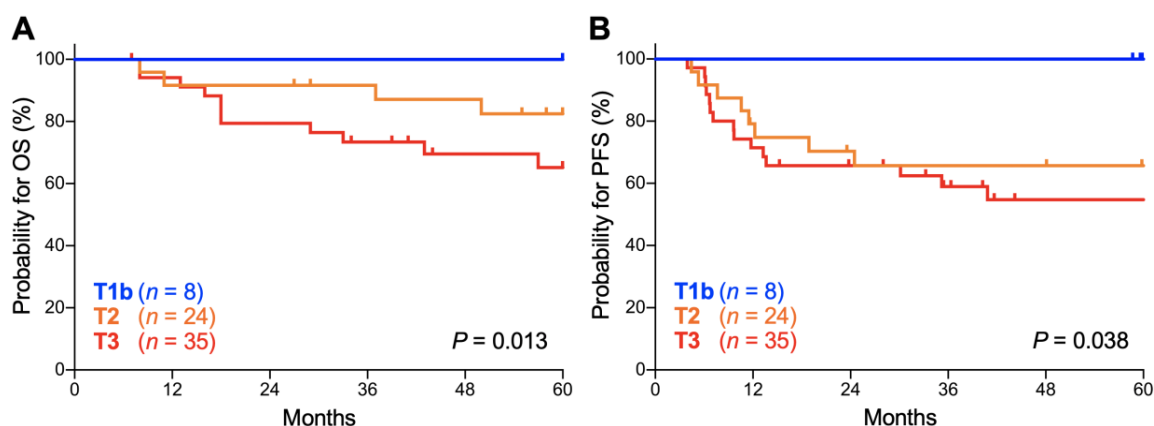 A
Probability for OS (%)
100
80
60
40
20
0
T1b (n = 8)
T2 (n = 24)
T3 (n = 35)
P = 0.013
0 12 24 36 48 60
Months
B
Probability for PFS (%)
100
80
60
40
20
0
T1b (n = 8)
T2 (n = 24)
T3 (n = 35)
P = 0.038
0 12 24 36 48 60
Months